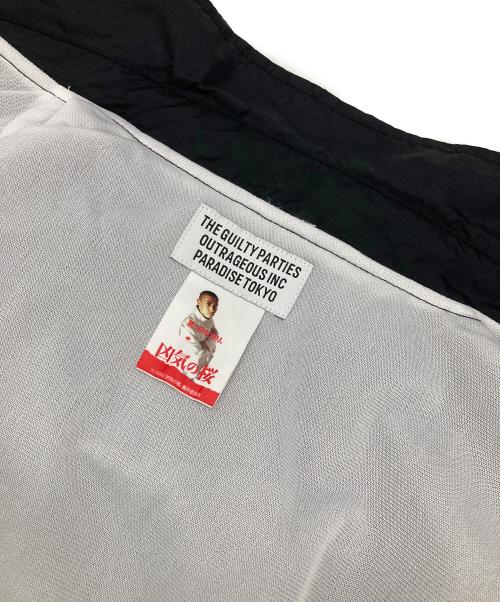 THE GUILTY PARTIES
OUTRAGEOUS INC
PARADISE TOKYO
凶気の桜